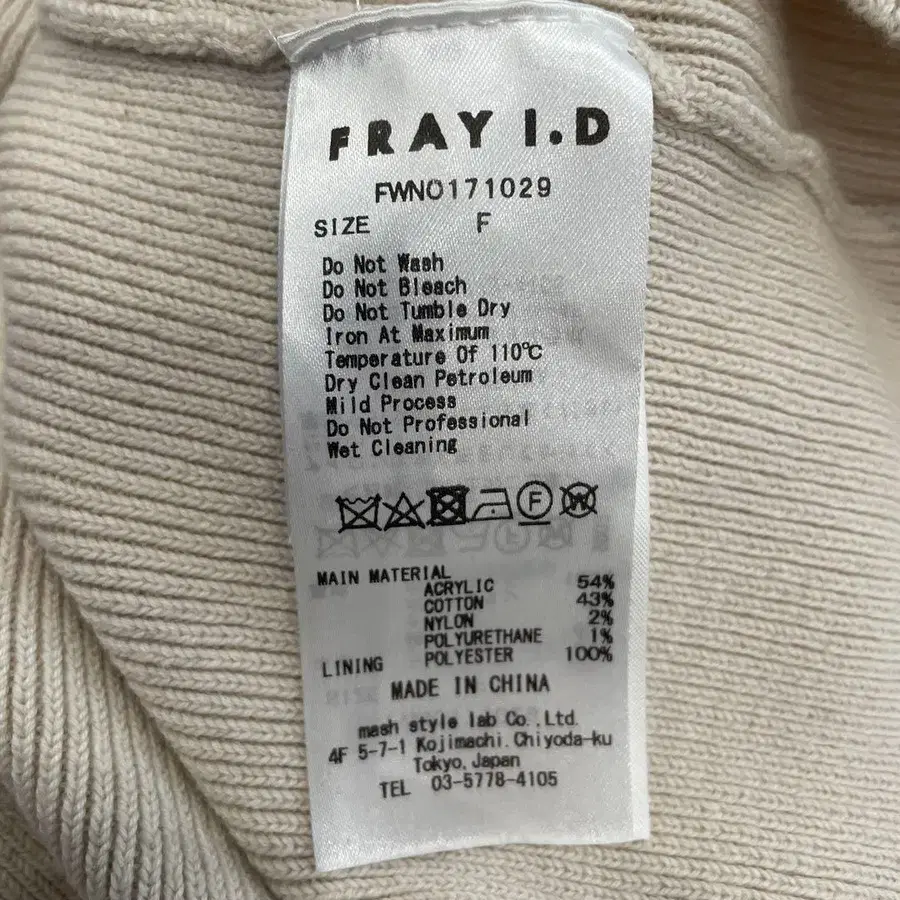 FRAY I.D
FWNO171029
SIZE F
Do Not Wash
Do Not Bleach
Do Not Tumble Dry
Iron At Maximum
Temperature Of 110℃
Dry Clean Petroleum
Mild Process
Do Not Professional
Wet Cleaning
F W
MAIN MATERIAL
ACRYLIC 54%
COTTON 43%
NYLON 2%
POLYURETHANE 1%
LINING POLYESTER 100%
MADE IN CHINA
mash style lab Co.,Ltd.
4F 5-7-1 Kojimachi.Chiyoda-ku
Tokyo,Japan
TEL 03-5778-4105